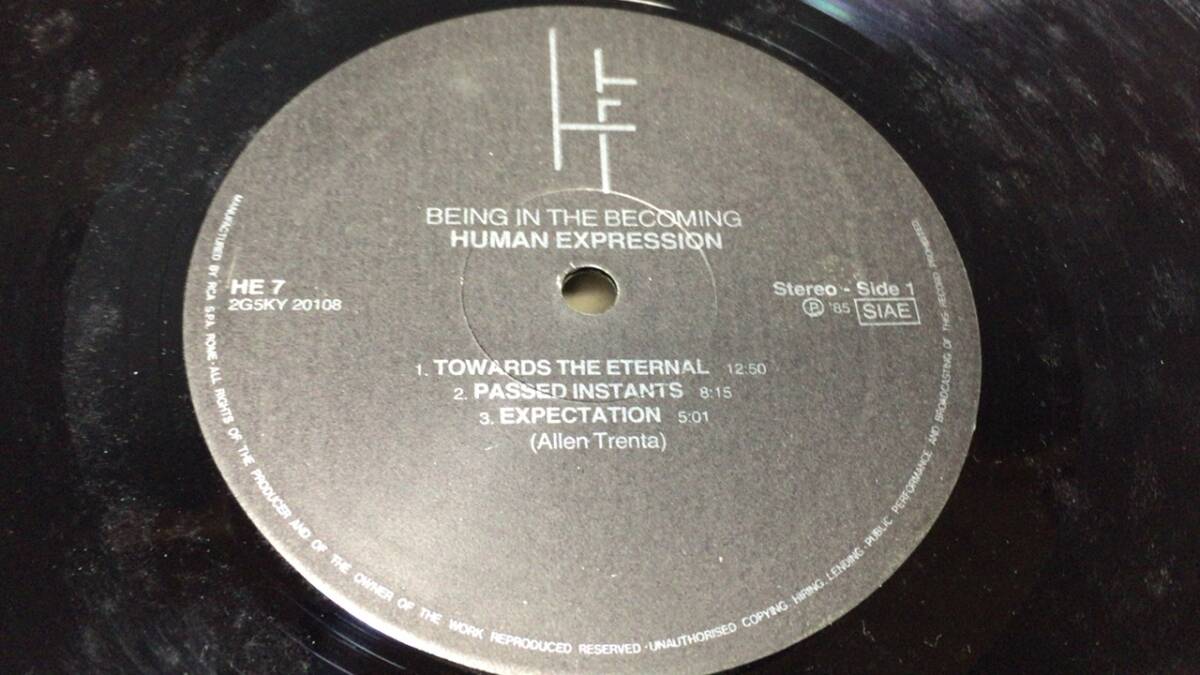 BEING IN THE BECOMING
HUMAN EXPRESSION
HE 7
2G5KY 20108
Stereo - Side 1
Ⓟ '85 SIAE
1. TOWARDS THE ETERNAL 12:50
2. PASSED INSTANTS 8:15
3. EXPECTATION 5:01
(Allen Trenta)
MANUFACTURED BY RCA S.P.A. ROME · ALL RIGHTS OF THE PRODUCER AND OF THE OWNER OF THE WORK REPRODUCED RESERVED · UNAUTHORISED COPYING HIRING. LENDING. PUBLIC PERFORMANCE AND BROADCASTING OF THIS RECORD PROHIBITED